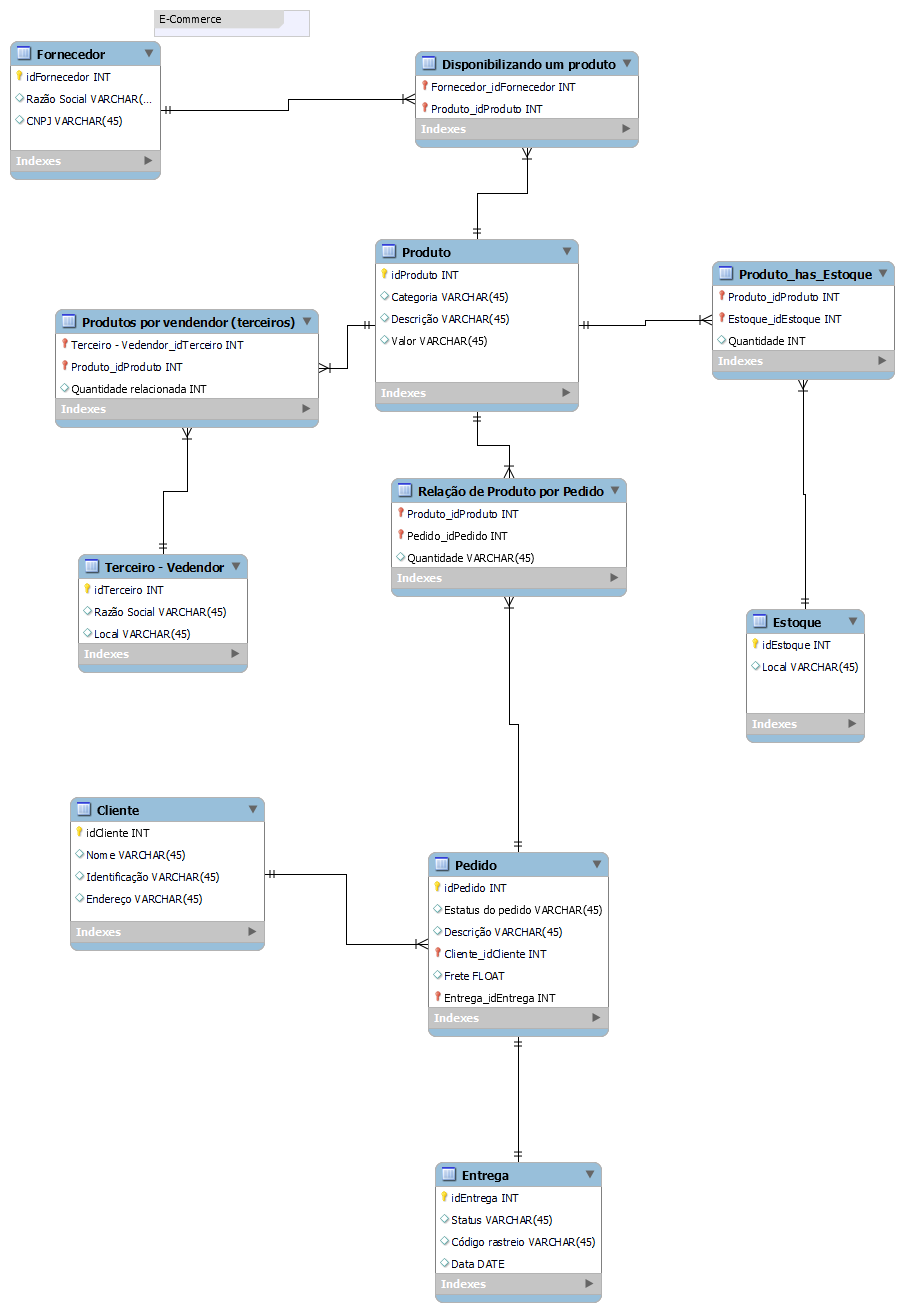 E-Commerce
Fornecedor
idFornecedor INT
Razão Social VARCHAR(...
CNPJ VARCHAR(45)
Indexes
Disponibilizando um produto
Fornecedor_idFornecedor INT
Produto_idProduto INT
Indexes
Produto
idProduto INT
Categoria VARCHAR(45)
Descrição VARCHAR(45)
Valor VARCHAR(45)
Indexes
Produto_has_Estoque
Produto_idProduto INT
Estoque_idEstoque INT
Quantidade INT
Indexes
Produtos por vendendor (terceiros)
Terceiro - Vedendor_idTerceiro INT
Produto_idProduto INT
Quantidade relacionada INT
Indexes
Relação de Produto por Pedido
Produto_idProduto INT
Pedido_idPedido INT
Quantidade VARCHAR(45)
Indexes
Terceiro - Vedendor
idTerceiro INT
Razão Social VARCHAR(45)
Local VARCHAR(45)
Indexes
Estoque
idEstoque INT
Local VARCHAR(45)
Indexes
Cliente
idCliente INT
Nome VARCHAR(45)
Identificação VARCHAR(45)
Endereço VARCHAR(45)
Indexes
Pedido
idPedido INT
Estatus do pedido VARCHAR(45)
Descrição VARCHAR(45)
Cliente_idCliente INT
Frete FLOAT
Entrega_idEntrega INT
Indexes
Entrega
idEntrega INT
Status VARCHAR(45)
Código rastreio VARCHAR(45)
Data DATE
Indexes